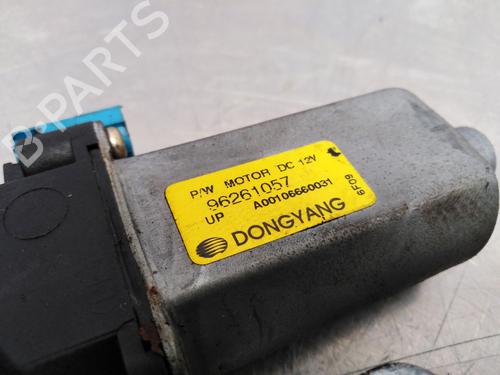 B-PARTS
P/W MOTOR DC 12V
96261057
UP A00106660031
6F09
DONGYANG